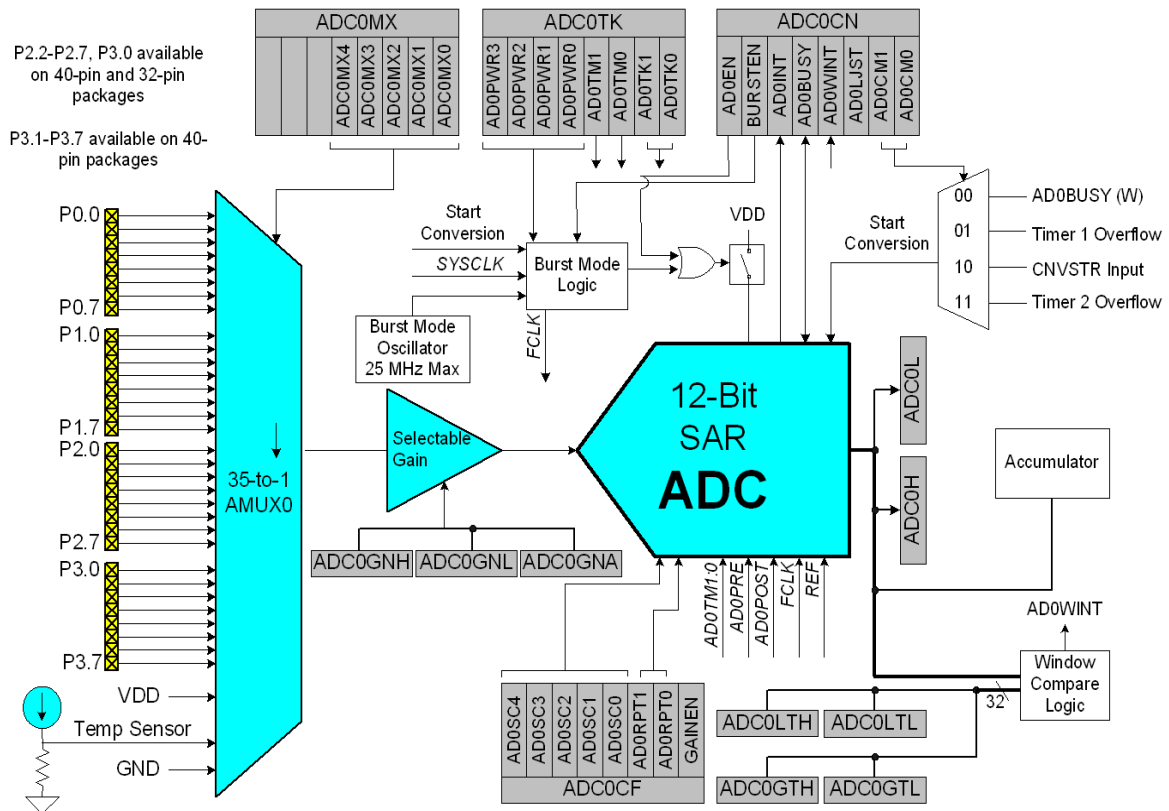 ADC0MX
ADC0MX4
ADC0MX3
ADC0MX2
ADC0MX1
ADC0MX0
ADC0TK
AD0PWR3
AD0PWR2
AD0PWR1
AD0PWR0
AD0TM1
AD0TM0
AD0TK1
AD0TK0
ADC0CN
AD0EN
BURSTEN
AD0INT
AD0BUSY
AD0WINT
AD0LJST
AD0CM1
AD0CM0
P2.2-P2.7, P3.0 available
on 40-pin and 32-pin
packages
P3.1-P3.7 available on 40-
pin packages
P0.0
P0.7
P1.0
P1.7
P2.0
P2.7
P3.0
P3.7
VDD
Temp Sensor
GND
35-to-1
AMUX0
Start
Conversion
SYSCLK
Burst Mode
Logic
Burst Mode
Oscillator
25 MHz Max
FCLK
VDD
Start
Conversion
00
01
10
11
AD0BUSY (W)
Timer 1 Overflow
CNVSTR Input
Timer 2 Overflow
Selectable
Gain
ADC0GNH
ADC0GNL
ADC0GNA
12-Bit
SAR
ADC
ADC0L
ADC0H
Accumulator
AD0TM1:0
AD0PRE
AD0POST
FCLK
REF
AD0WINT
Window
Compare
Logic
32
AD0SC4
AD0SC3
AD0SC2
AD0SC1
AD0SC0
AD0RPT1
AD0RPT0
GAINEN
ADC0CF
ADC0LTH
ADC0LTL
ADC0GTH
ADC0GTL